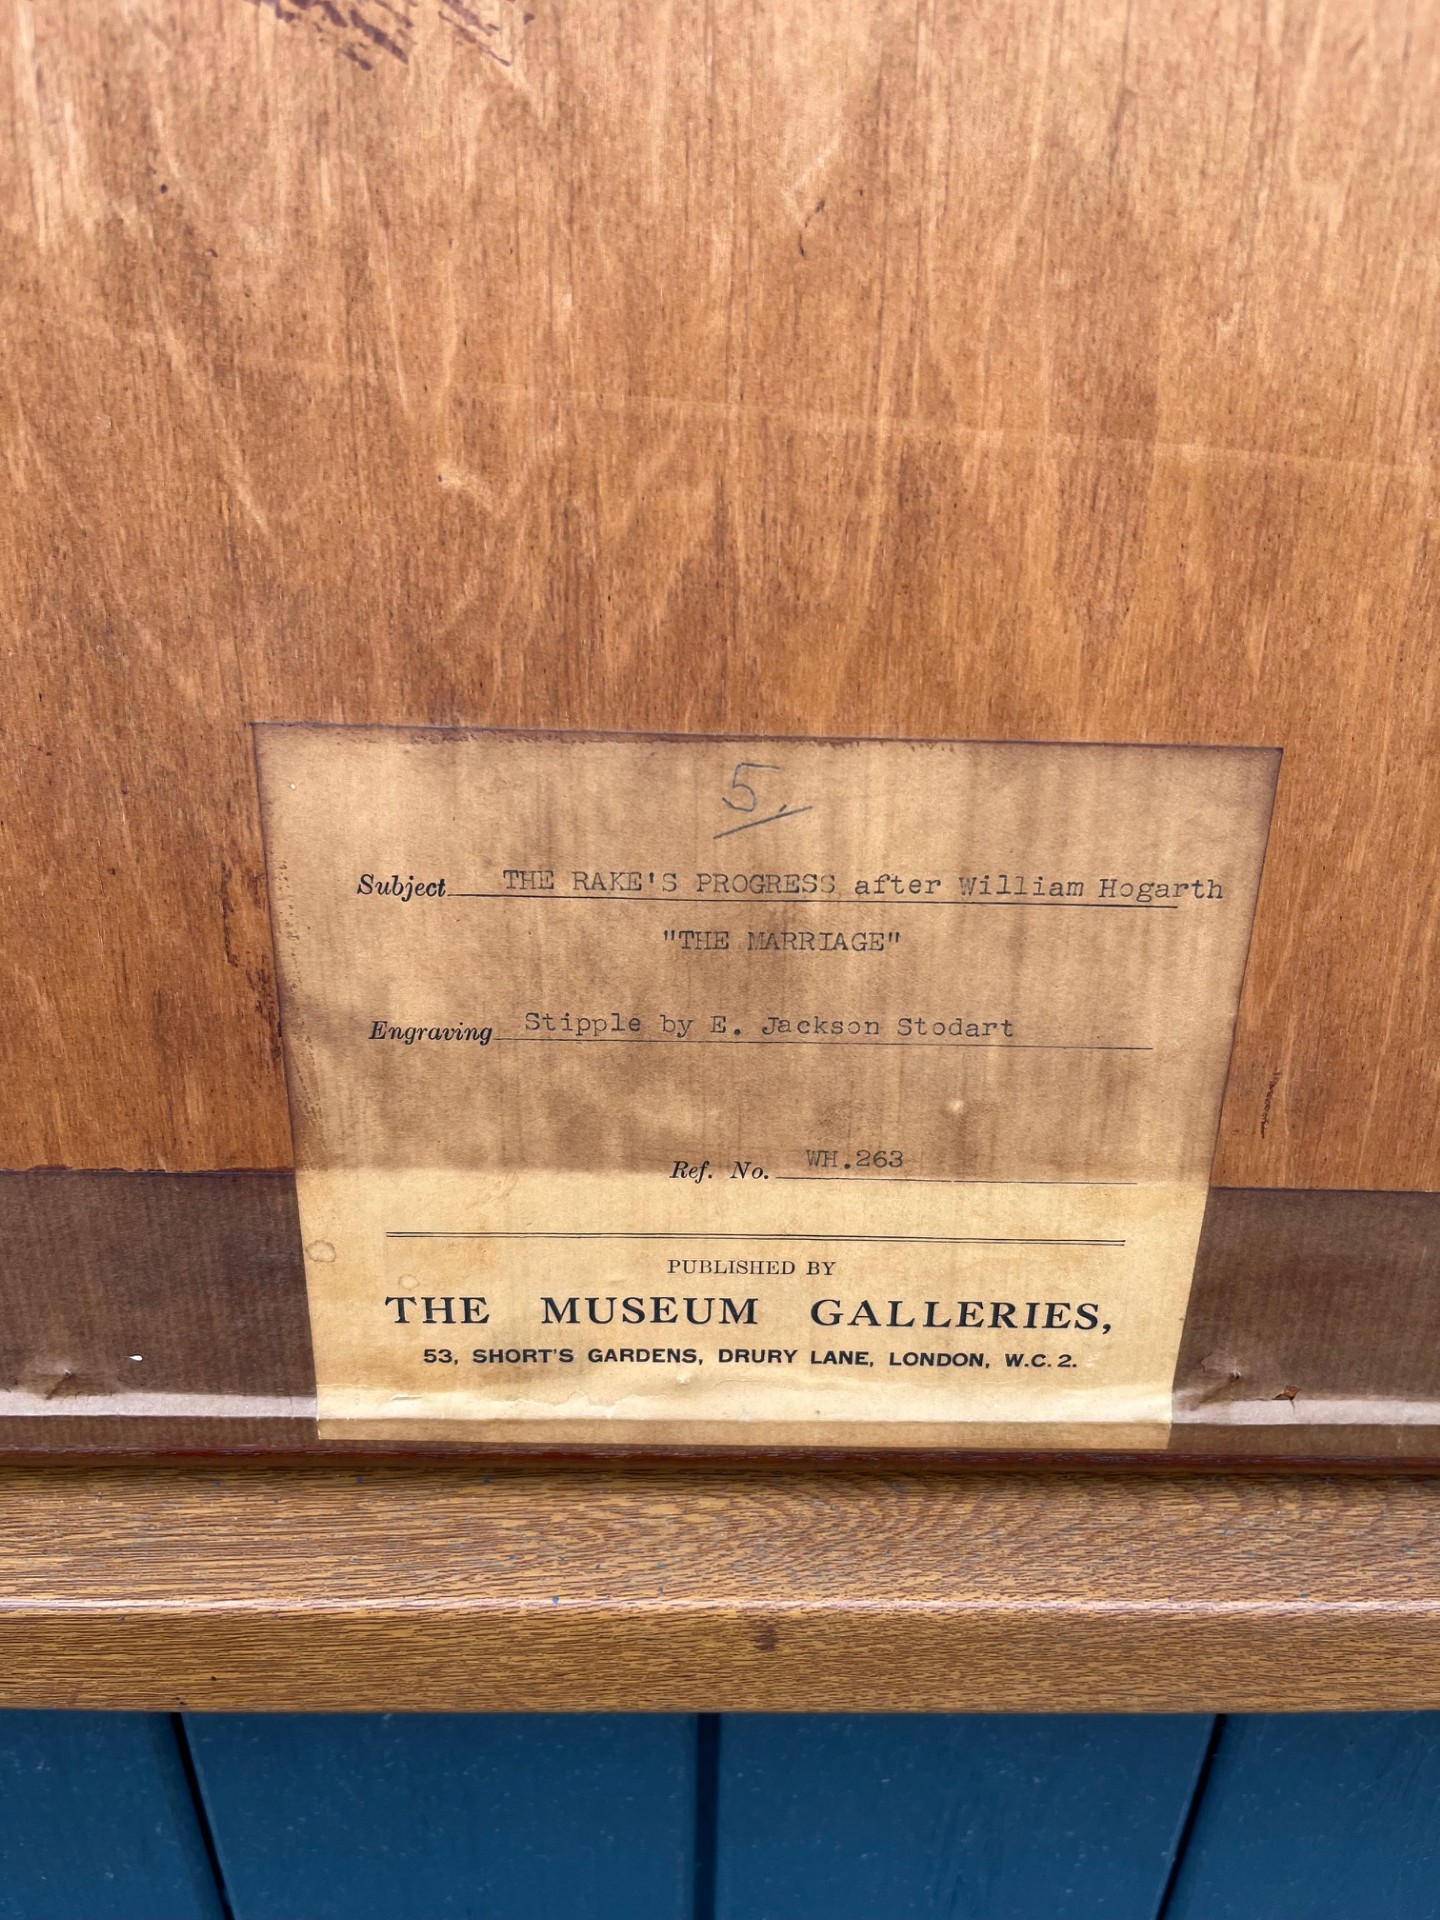 5.
Subject THE RAKE'S PROGRESS after William Hogarth
"THE MARRIAGE"
Engraving Stipple by E. Jackson Stodart
Ref. No. WH.263
PUBLISHED BY
THE MUSEUM GALLERIES,
53, SHORT'S GARDENS, DRURY LANE, LONDON, W.C. 2.